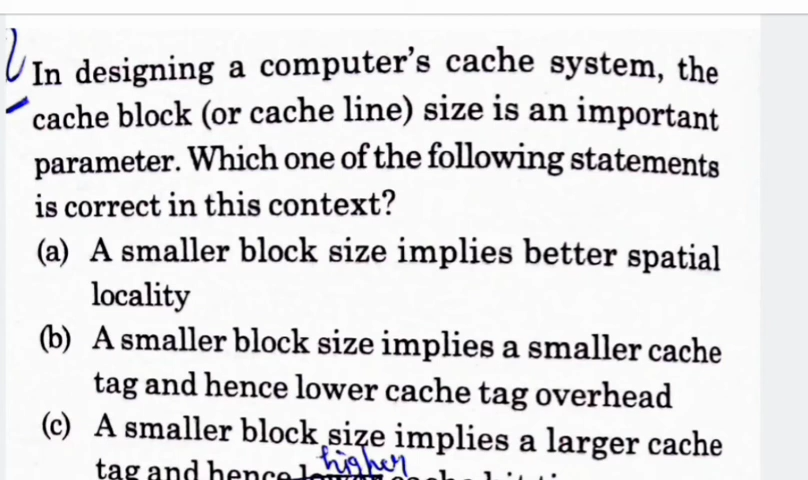 In designing a computer's cache system, the
cache block (or cache line) size is an important
parameter. Which one of the following statements
is correct in this context?
(a) A smaller block size implies better spatial
locality
(b) A smaller block size implies a smaller cache
tag and hence lower cache tag overhead
(c) A smaller block size implies a larger cache
higher
tag and hence